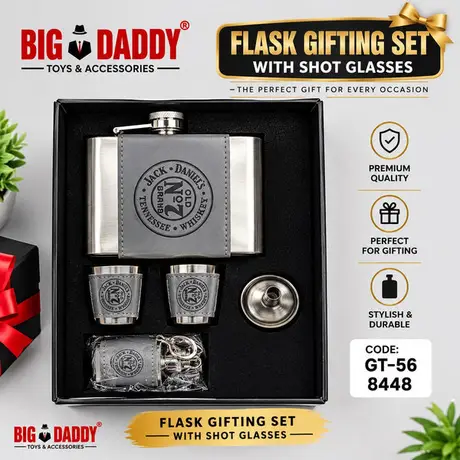 BIG DADDY®
TOYS & ACCESSORIES
FLASK GIFTING SET
WITH SHOT GLASSES
THE PERFECT GIFT FOR EVERY OCCASION
JACK DANIEL'S
OLD
No7
BRAND
TENNESSEE WHISKEY
PREMIUM
QUALITY
PERFECT
FOR GIFTING
STYLISH &
DURABLE
CODE:
GT-56
8448
BIG DADDY®
TOYS & ACCESSORIES
FLASK GIFTING SET
WITH SHOT GLASSES